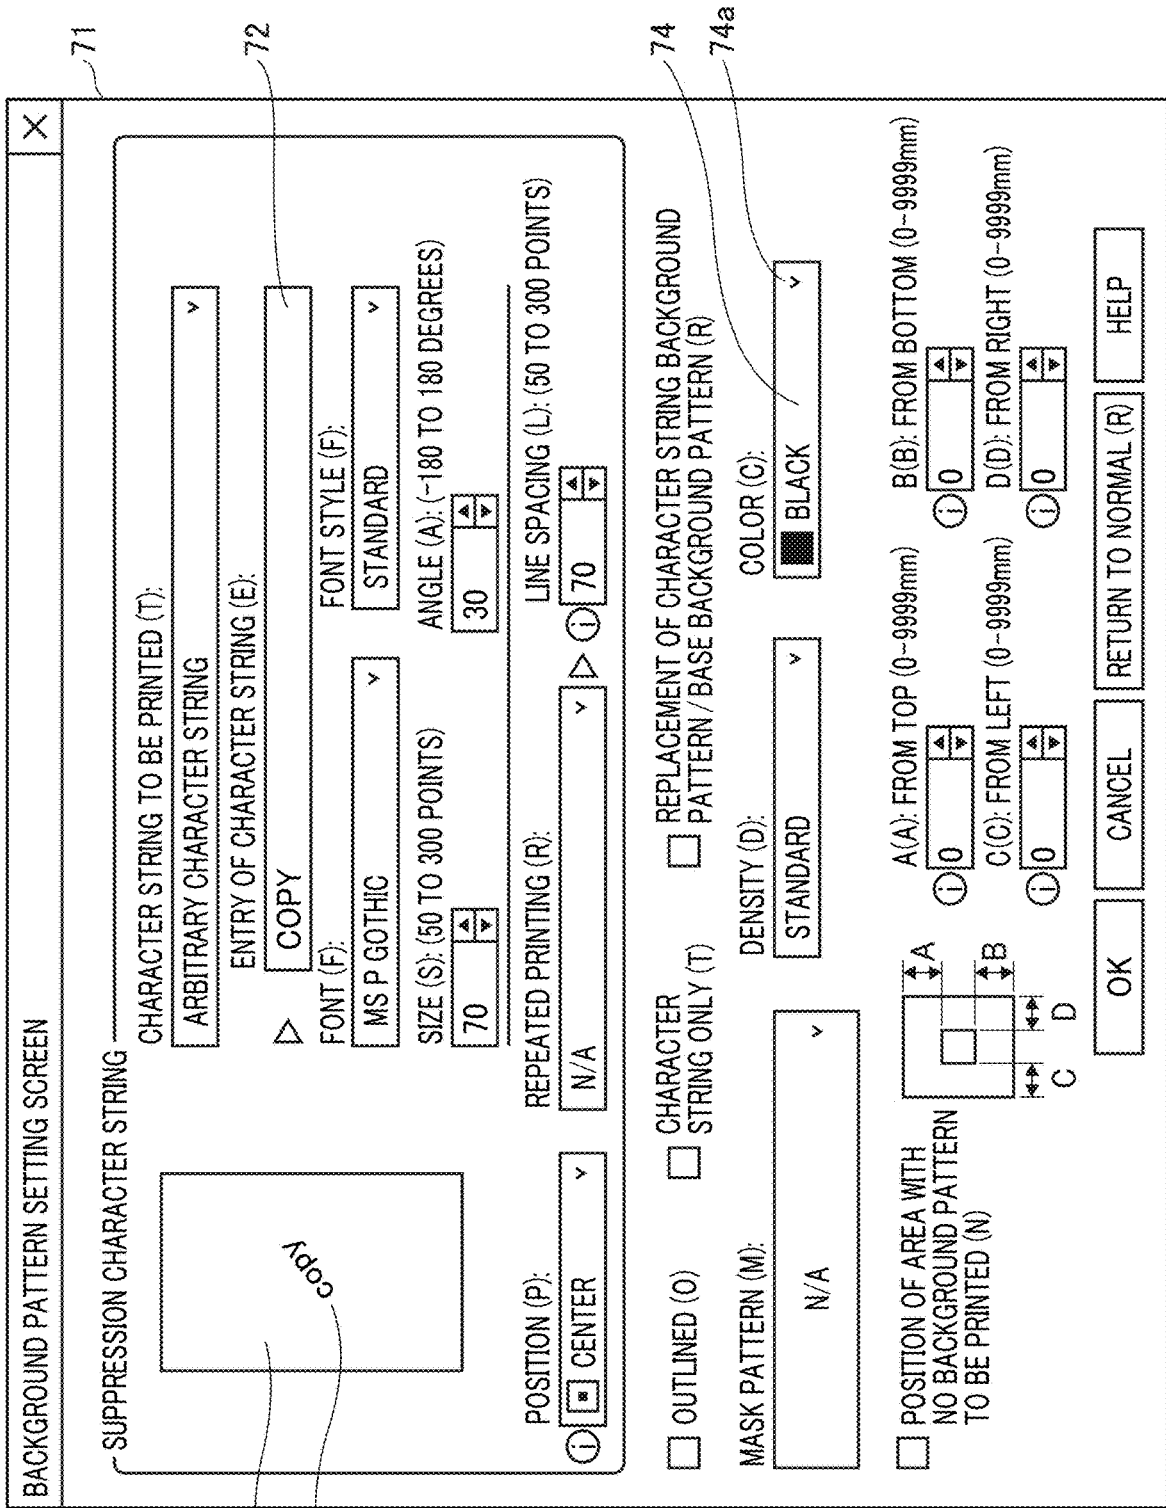 BACKGROUND PATTERN SETTING SCREEN
71
SUPPRESSION CHARACTER STRING
copy
CHARACTER STRING TO BE PRINTED (T):
ARBITRARY CHARACTER STRING
ENTRY OF CHARACTER STRING (E):
COPY
72
FONT (F):
MS P GOTHIC
FONT STYLE (F):
STANDARD
SIZE (S): (50 TO 300 POINTS)
70
ANGLE (A): (-180 TO 180 DEGREES)
30
POSITION (P):
CENTER
REPEATED PRINTING (R):
N/A
LINE SPACING (L): (50 TO 300 POINTS)
i 70
OUTLINED (O)
CHARACTER
STRING ONLY (T)
REPLACEMENT OF CHARACTER STRING BACKGROUND
PATTERN / BASE BACKGROUND PATTERN (R)
74
MASK PATTERN (M):
N/A
DENSITY (D):
STANDARD
COLOR (C):
BLACK
74a
POSITION OF AREA WITH
NO BACKGROUND PATTERN
TO BE PRINTED (N)
A
B
C D
A(A): FROM TOP (0~9999mm)
i 0
B(B): FROM BOTTOM (0~9999mm)
i 0
C(C): FROM LEFT (0~9999mm)
i 0
D(D): FROM RIGHT (0~9999mm)
i 0
OK
CANCEL
RETURN TO NORMAL (R)
HELP